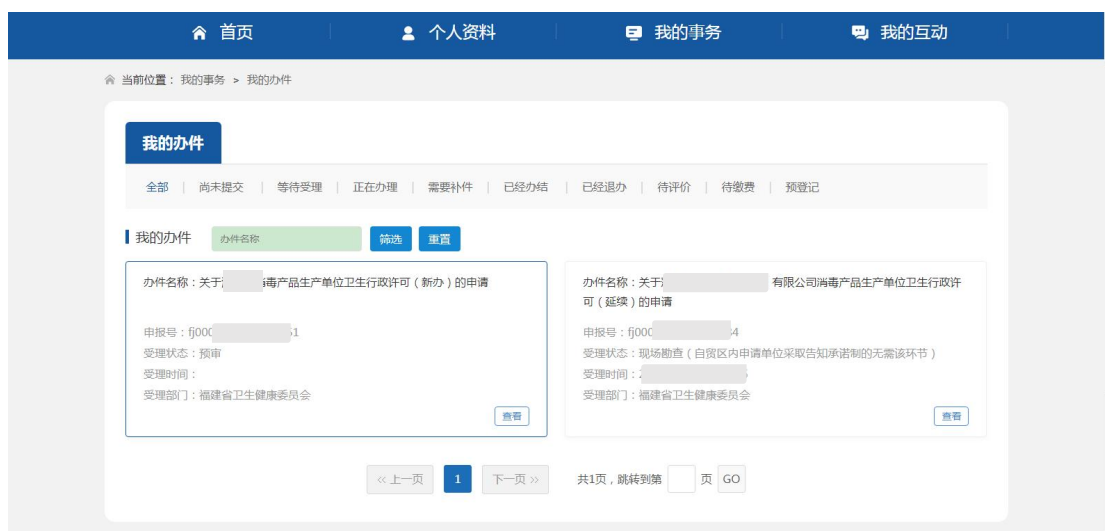 首页 个人资料 我的事务 我的互动
当前位置： 我的事务 > 我的办件
我的办件
全部 | 尚未提交 | 等待受理 | 正在办理 | 需要补件 | 已经办结 | 已经退办 | 待评价 | 待缴费 | 预登记
我的办件 办件名称 筛选 重置
办件名称：关于 毒产品生产单位卫生行政许可（新办）的申请
申报号：fj000 1
受理状态：预审
受理时间：
受理部门：福建省卫生健康委员会
查看
办件名称：关于 有限公司消毒产品生产单位卫生行政许
可（延续）的申请
申报号：fj000 4
受理状态：现场勘查（自贸区内申请单位采取告知承诺制的无需该环节）
受理时间：
受理部门：福建省卫生健康委员会
查看
<< 上一页 1 下一页 >> 共1页，跳转到第 页 GO